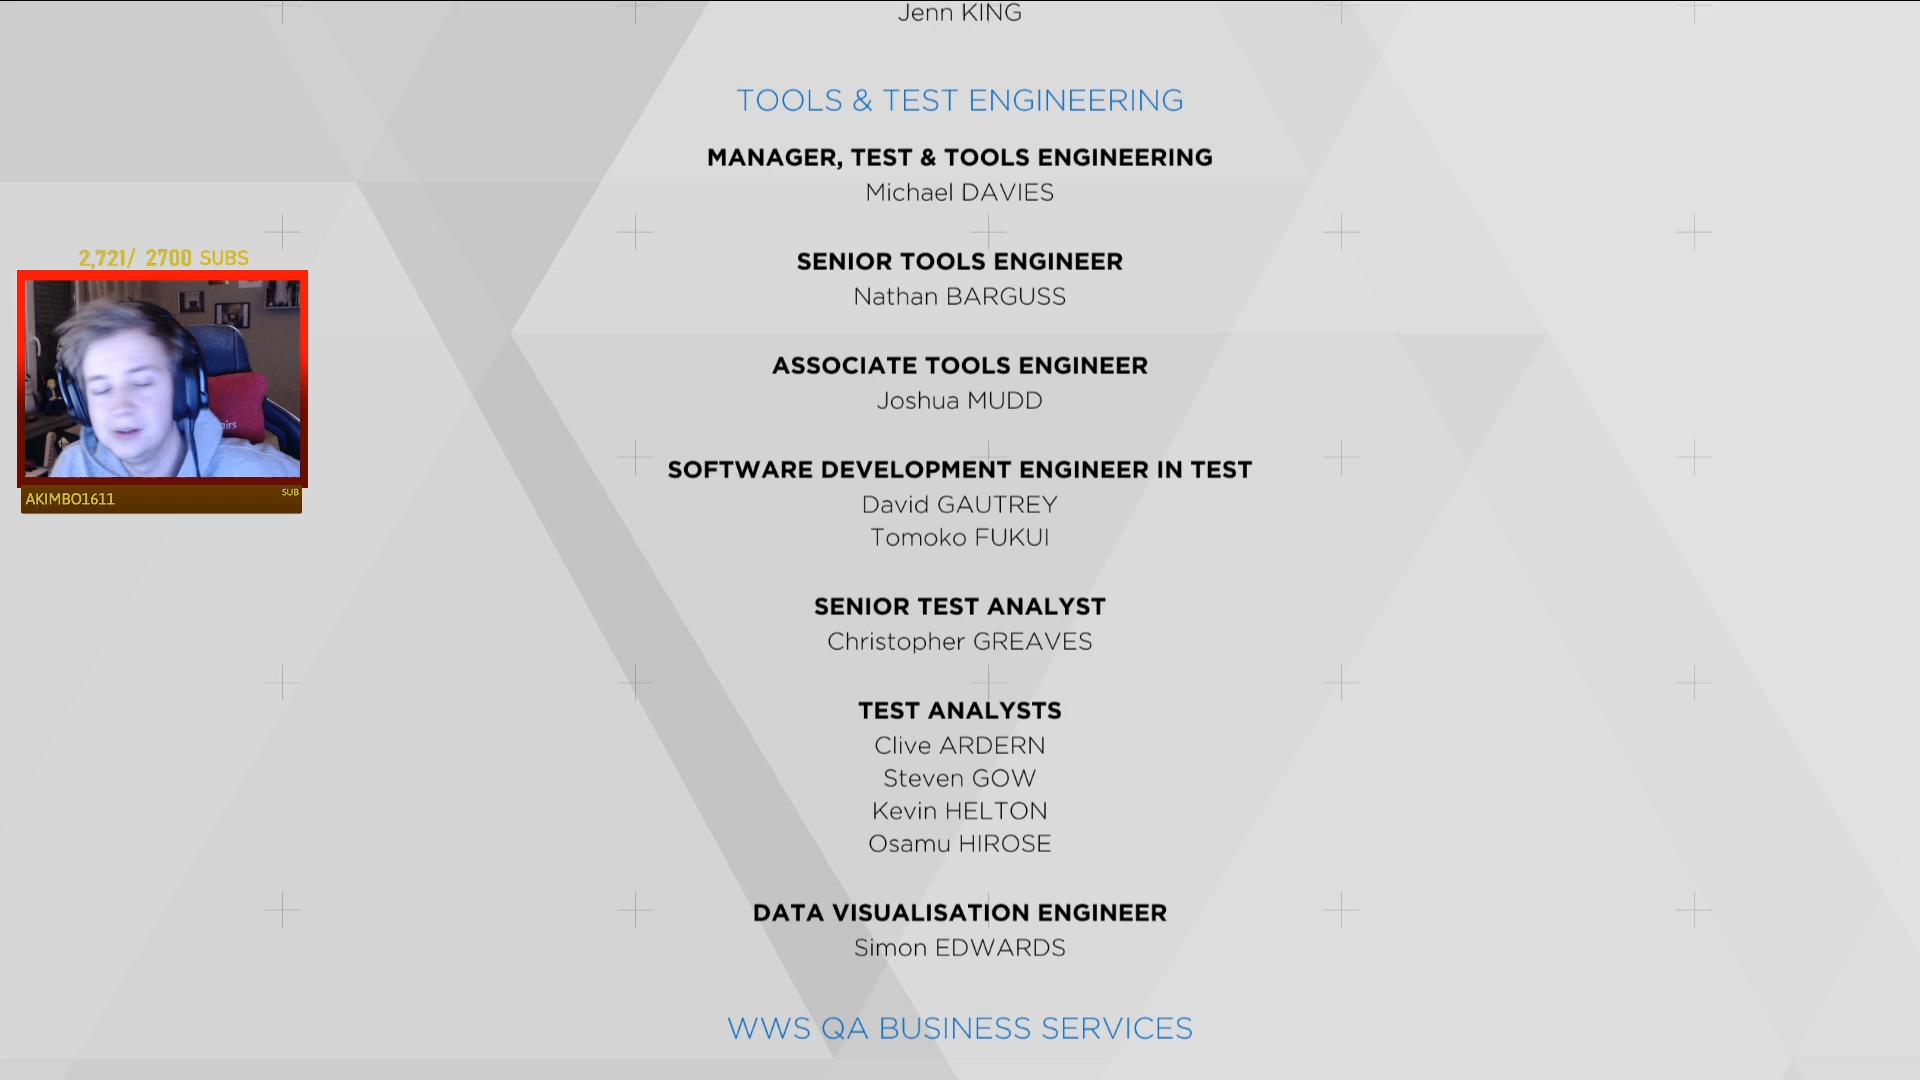 Jenn KING
TOOLS & TEST ENGINEERING
MANAGER, TEST & TOOLS ENGINEERING
Michael DAVIES
SENIOR TOOLS ENGINEER
Nathan BARGUSS
2,721/ 2700 SUBS
ASSOCIATE TOOLS ENGINEER
Joshua MUDD
SOFTWARE DEVELOPMENT ENGINEER IN TEST
David GAUTREY
Tomoko FUKUI
AKIMBO1611 SUB
SENIOR TEST ANALYST
Christopher GREAVES
TEST ANALYSTS
Clive ARDERN
Steven GOW
Kevin HELTON
Osamu HIROSE
DATA VISUALISATION ENGINEER
Simon EDWARDS
WWS QA BUSINESS SERVICES